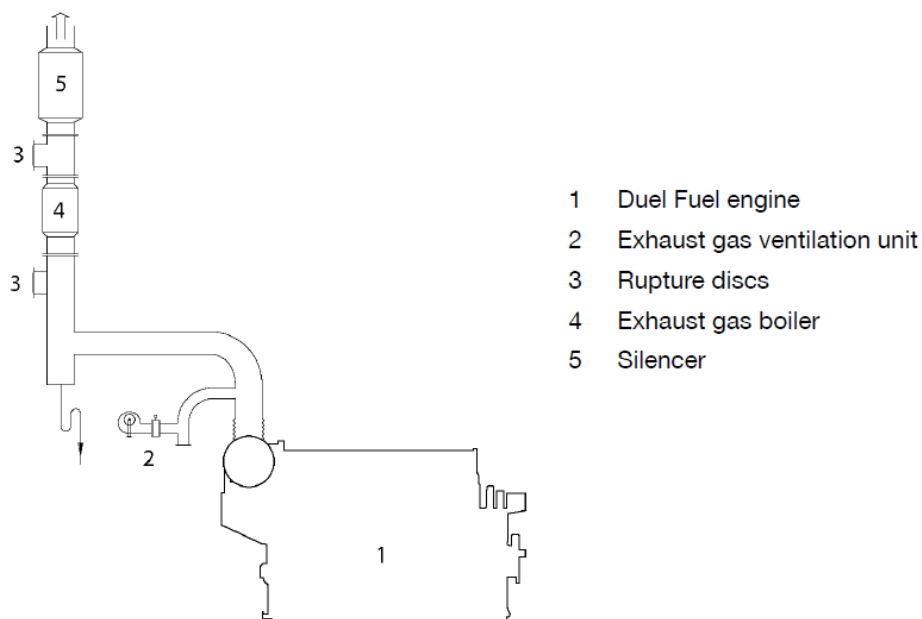 5
3
4
3
2
1
1 Duel Fuel engine
2 Exhaust gas ventilation unit
3 Rupture discs
4 Exhaust gas boiler
5 Silencer